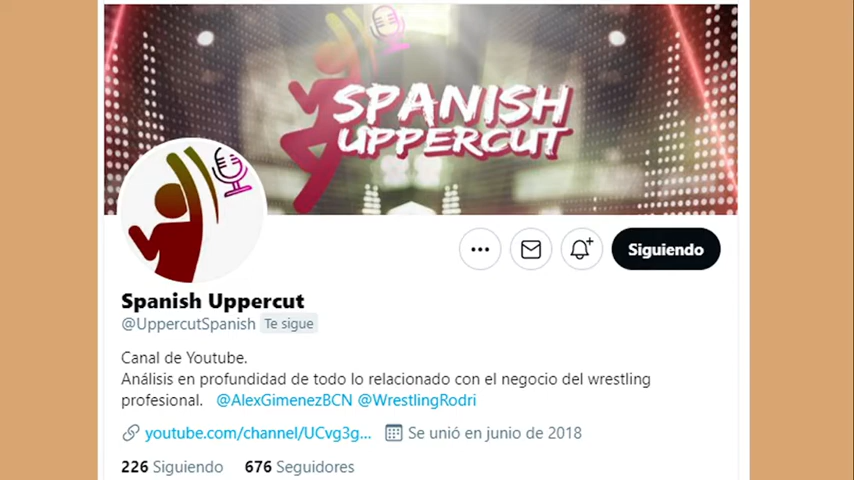 SPANISH
UPPERCUT
Siguiendo
Spanish Uppercut
@UppercutSpanish Te sigue
Canal de Youtube.
Análisis en profundidad de todo lo relacionado con el negocio del wrestling
profesional. @AlexGimenezBCN @WrestlingRodri
youtube.com/channel/UCvg3g... Se unió en junio de 2018
226 Siguiendo 676 Seguidores